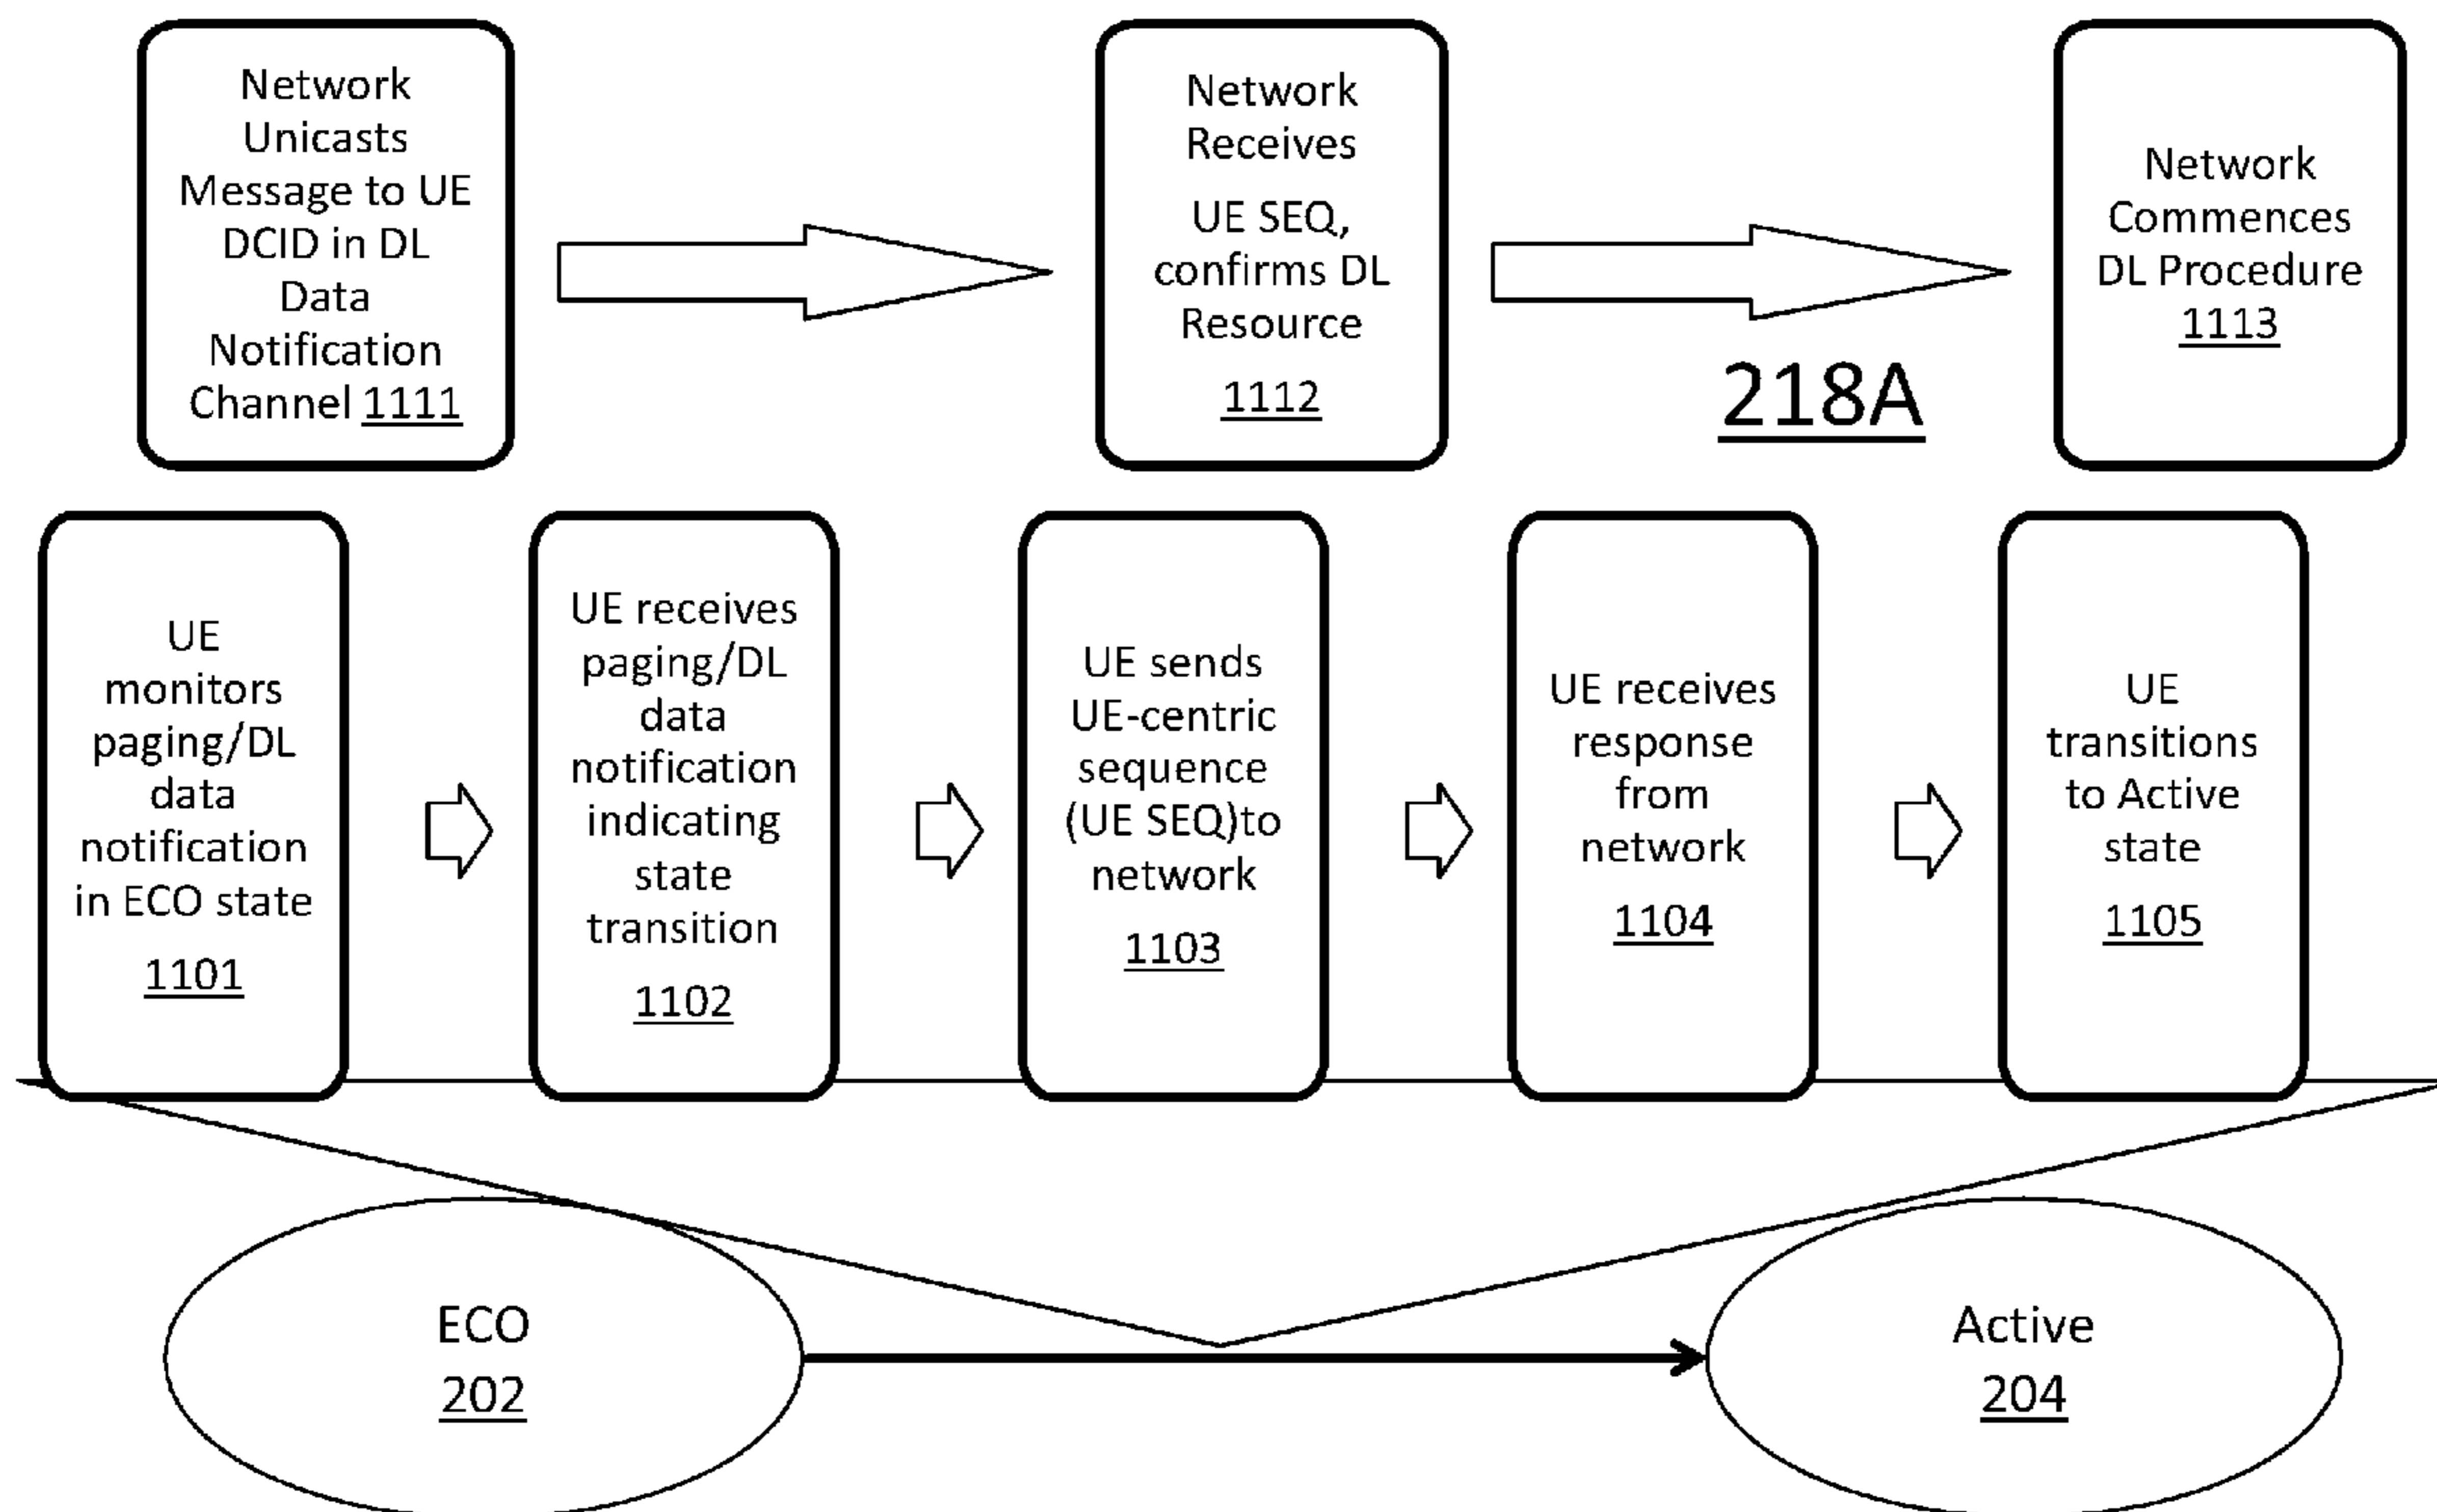 Network
Unicasts
Message to UE
DCID in DL
Data
Notification
Channel 1111
Network
Receives
UE SEQ,
confirms DL
Resource
1112
Network
Commences
DL Procedure
1113
218A
UE
monitors
paging/DL
data
notification
in ECO state
1101
UE receives
paging/DL
data
notification
indicating
state
transition
1102
UE sends
UE-centric
sequence
(UE SEQ)to
network
1103
UE receives
response
from
network
1104
UE
transitions
to Active
state
1105
ECO
202
Active
204